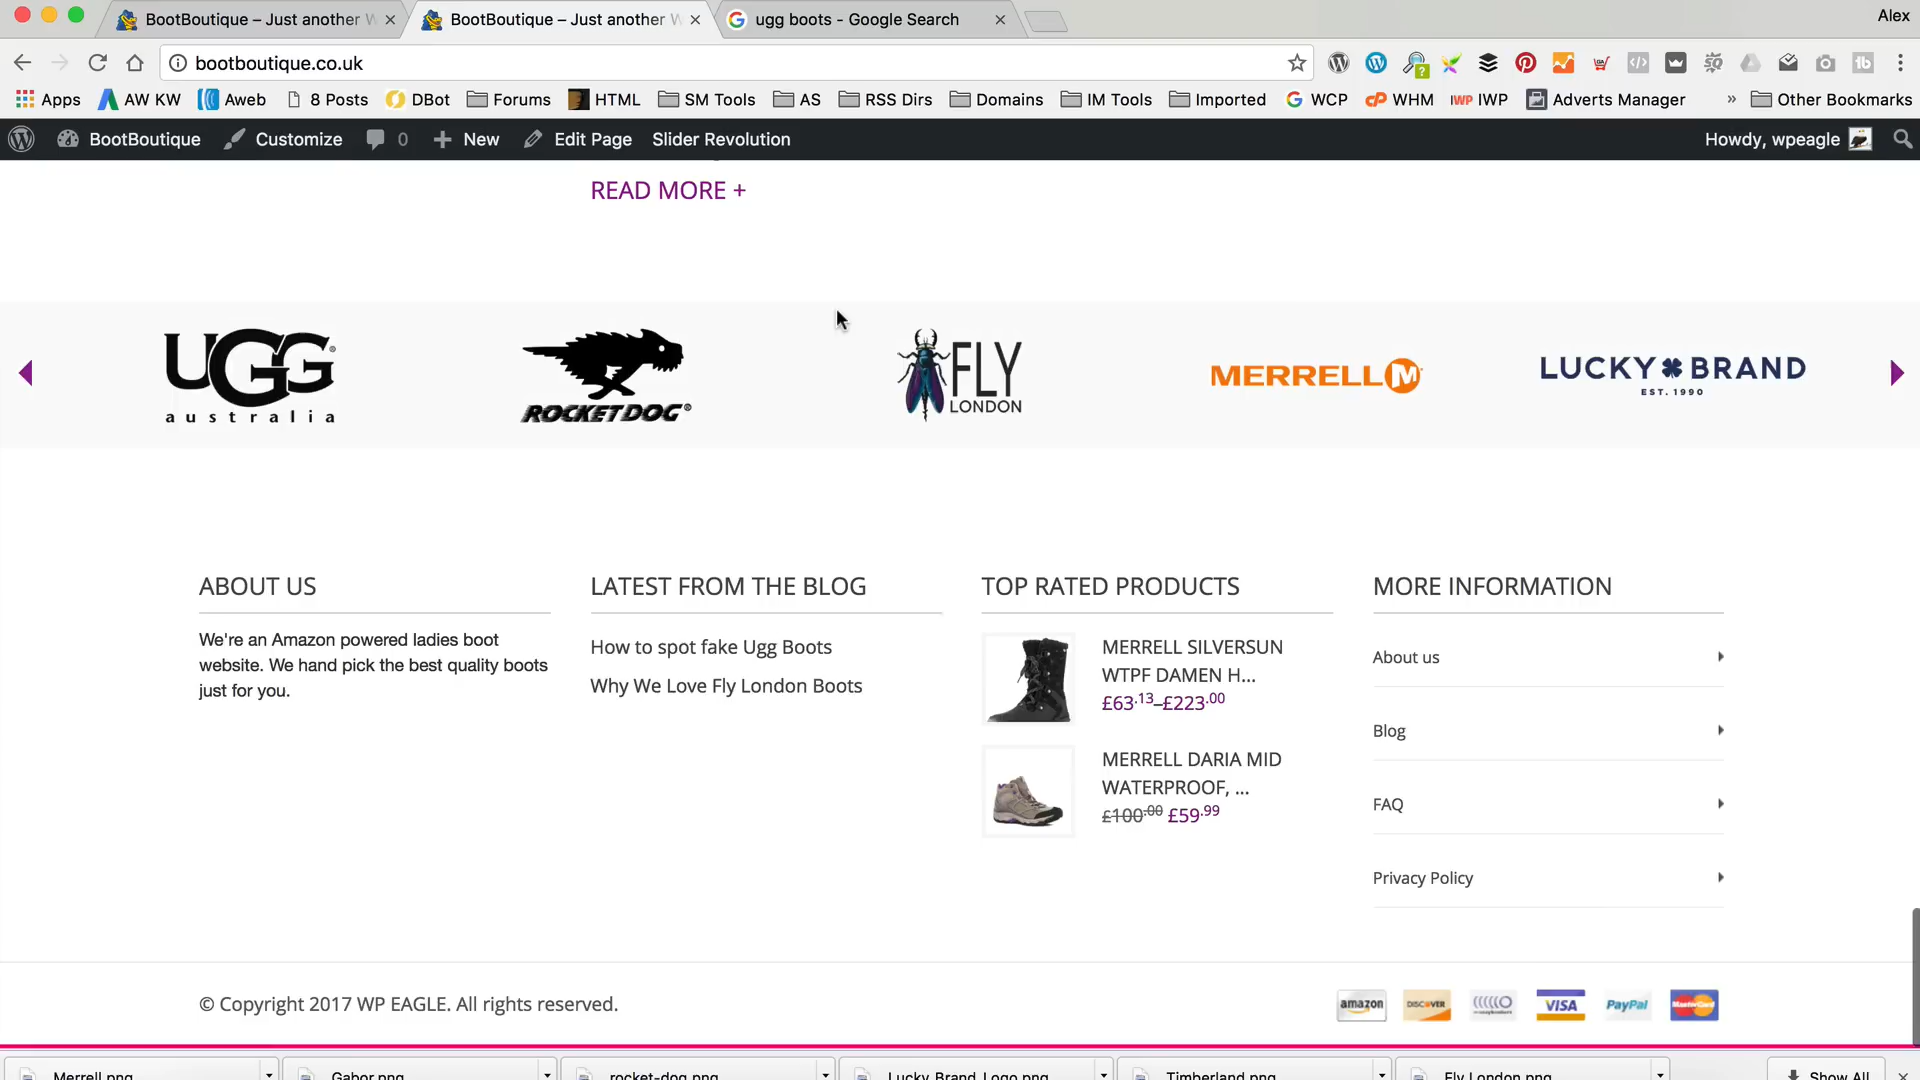 BootBoutique – Just another W
BootBoutique – Just another W
ugg boots - Google Search
Alex
bootboutique.co.uk
Apps
AW KW
Aweb
8 Posts
DBot
Forums
HTML
SM Tools
AS
RSS Dirs
Domains
IM Tools
Imported
WCP
WHM
IWP
Adverts Manager
»
Other Bookmarks
BootBoutique
Customize
0
New
Edit Page
Slider Revolution
Howdy, wpeagle
READ MORE +
UGG®
australia
ROCKET DOG®
FLY
LONDON
MERRELL M
LUCKY BRAND
EST. 1990
ABOUT US
We're an Amazon powered ladies boot
website. We hand pick the best quality boots
just for you.
LATEST FROM THE BLOG
How to spot fake Ugg Boots
Why We Love Fly London Boots
TOP RATED PRODUCTS
MERRELL SILVERSUN
WTPF DAMEN H...
£63.13–£223.00
MERRELL DARIA MID
WATERPROOF, ...
£100.00 £59.99
MORE INFORMATION
About us
Blog
FAQ
Privacy Policy
© Copyright 2017 WP EAGLE. All rights reserved.
amazon
DISCOVER
VISA
PayPal
MasterCard
Merrell.png
Gabor.png
rocket-dog.png
Lucky_Brand_Logo.png
Timberland.png
Fly London.png
Show All